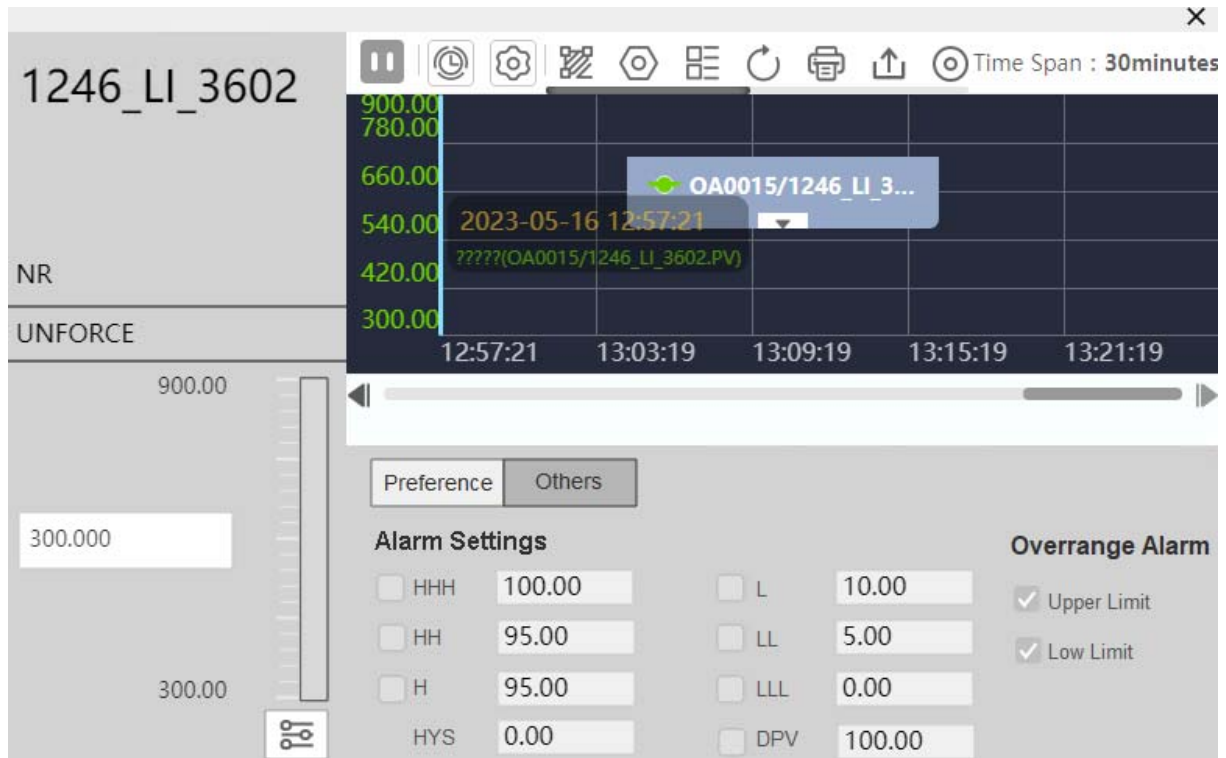 1246_LI_3602
NR
UNFORCE
900.00
300.000
300.00
Time Span : 30minutes
900.00
780.00
660.00
540.00
420.00
300.00
OA0015/1246_LI_3...
2023-05-16 12:57:21
?????(OA0015/1246_LI_3602.PV)
12:57:21 13:03:19 13:09:19 13:15:19 13:21:19
Preference Others
Alarm Settings Overrange Alarm
HHH 100.00 L 10.00 Upper Limit
HH 95.00 LL 5.00 Low Limit
H 95.00 LLL 0.00
HYS 0.00 DPV 100.00